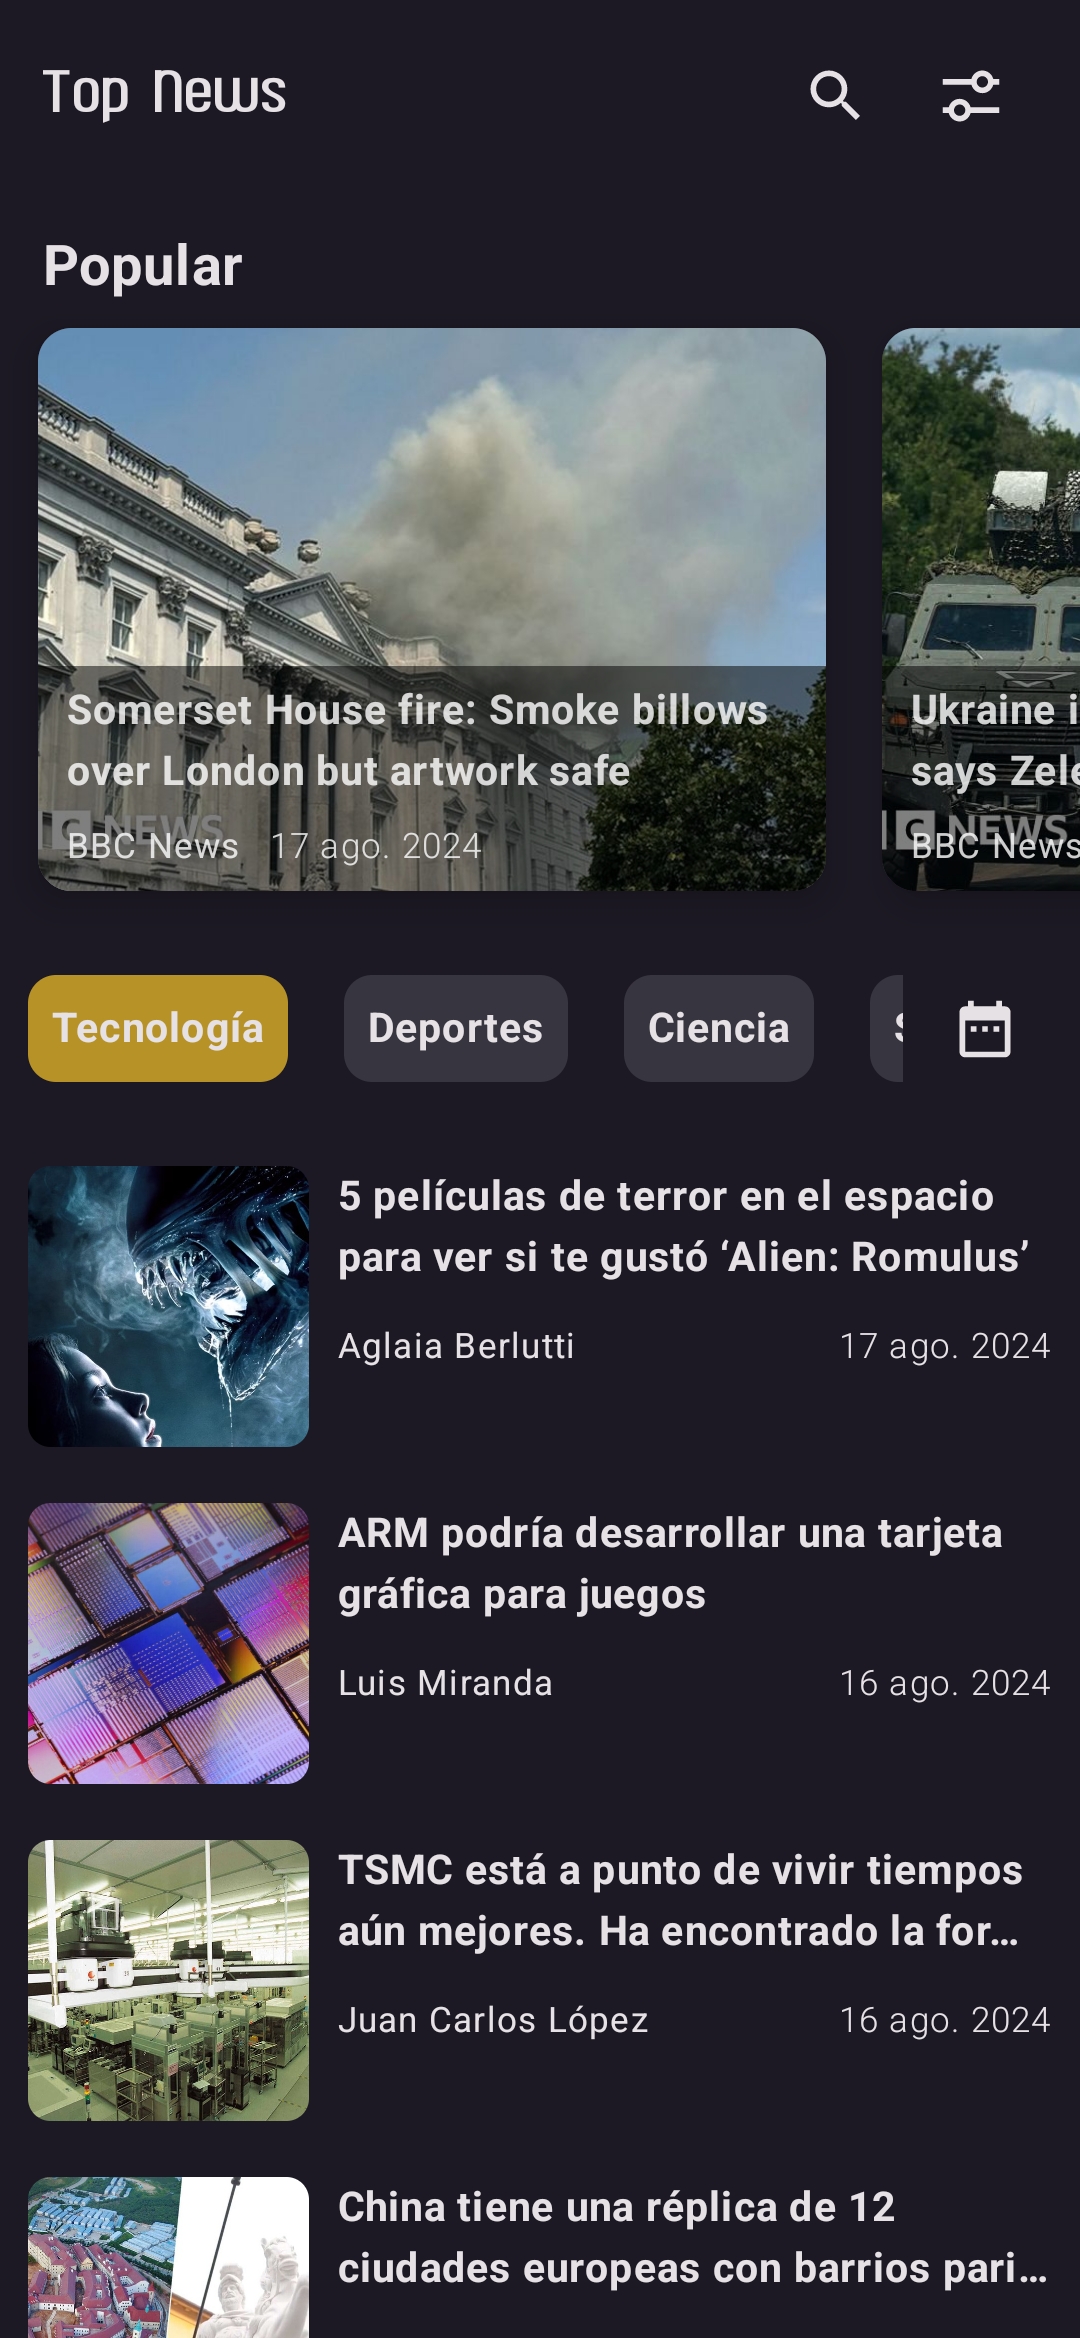 Top News
Popular
Somerset House fire: Smoke billows
over London but artwork safe
BBC News 17 ago. 2024
Ukraine i
says Zele
BBC News
Tecnología
Deportes
Ciencia
5 películas de terror en el espacio
para ver si te gustó ‘Alien: Romulus’
Aglaia Berlutti
17 ago. 2024
ARM podría desarrollar una tarjeta
gráfica para juegos
Luis Miranda
16 ago. 2024
TSMC está a punto de vivir tiempos
aún mejores. Ha encontrado la for…
Juan Carlos López
16 ago. 2024
China tiene una réplica de 12
ciudades europeas con barrios pari…